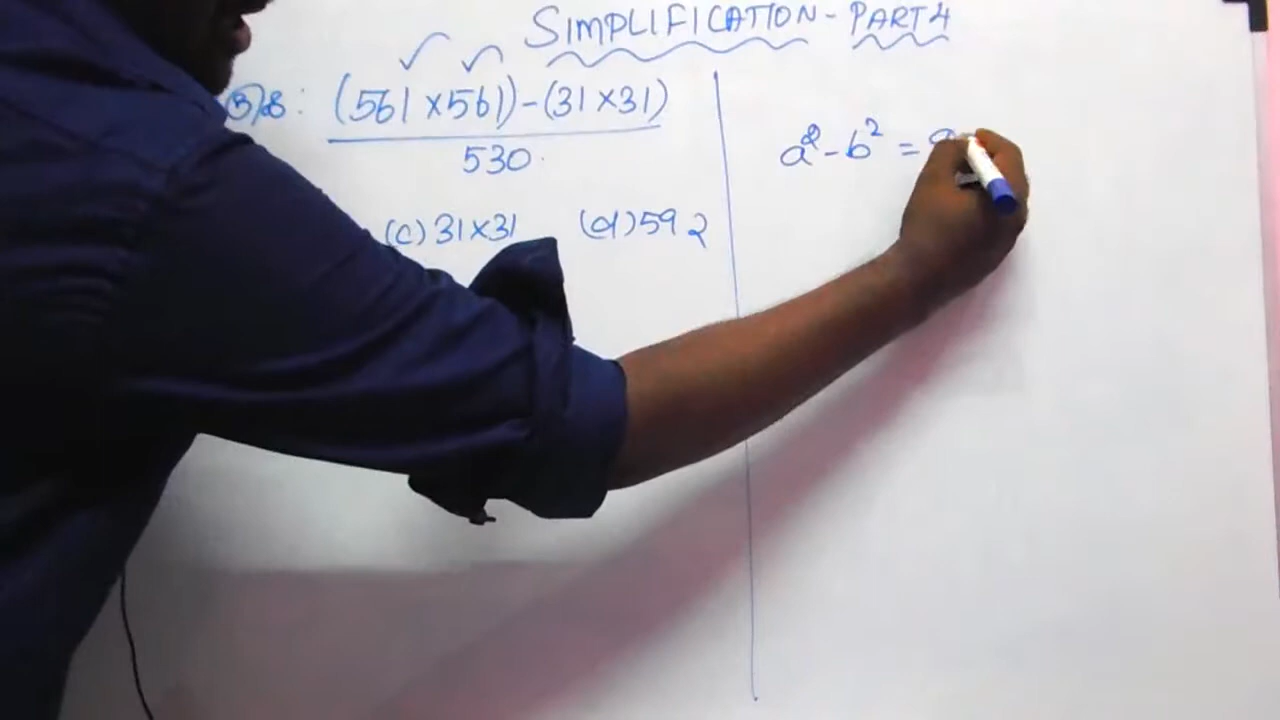 SIMPLIFICATION - PART 4
(561 × 561) - (31 × 31)
530
(c) 31×31 (d) 592
a² - b² =